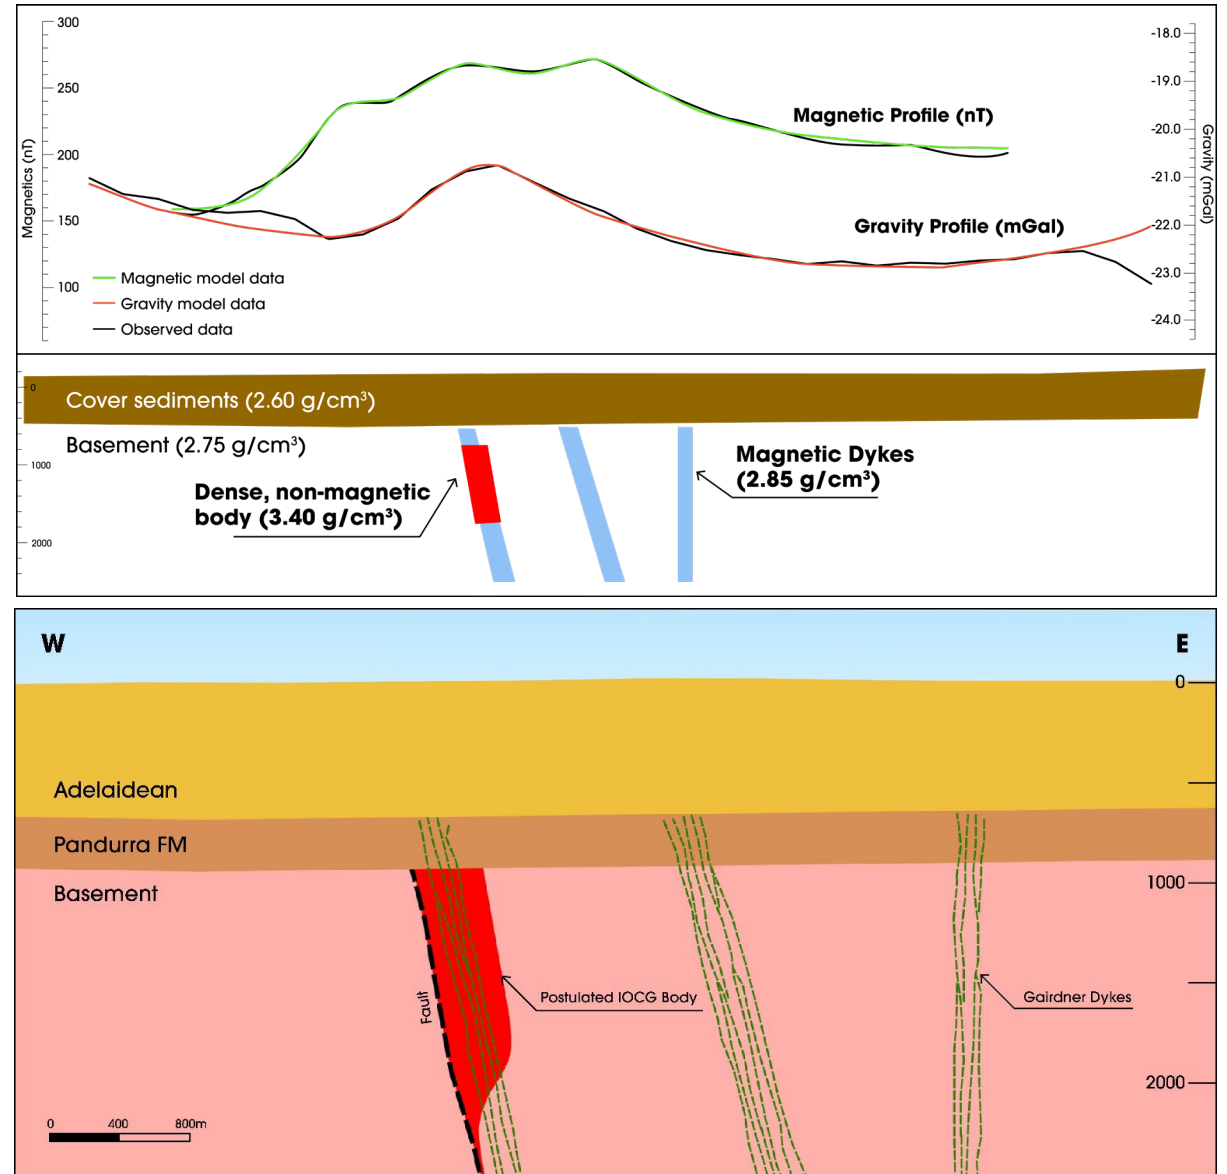 300
250
200
150
100
Magnetics (nT)
-18.0
-19.0
-20.0
-21.0
-22.0
-23.0
-24.0
Gravity (mGal)
Magnetic Profile (nT)
Gravity Profile (mGal)
Magnetic model data
Gravity model data
Observed data
0
1000
2000
Cover sediments (2.60 g/cm³)
Basement (2.75 g/cm³)
Dense, non-magnetic
body (3.40 g/cm³)
Magnetic Dykes
(2.85 g/cm³)
W
E
0
Adelaidean
Pandurra FM
Basement
1000
Fault
Postulated IOCG Body
Gairdner Dykes
2000
0 400 800m